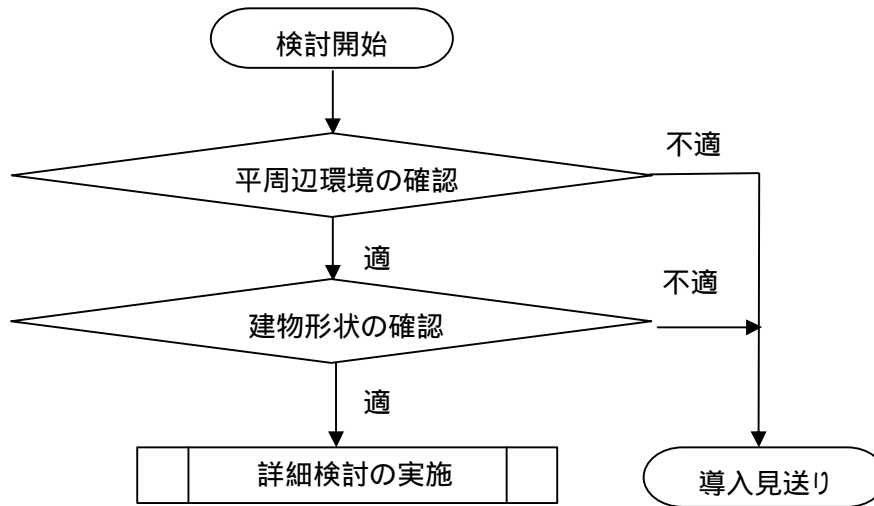 検討開始
不適
平周辺環境の確認
適
不適
建物形状の確認
適
詳細検討の実施
導入見送り